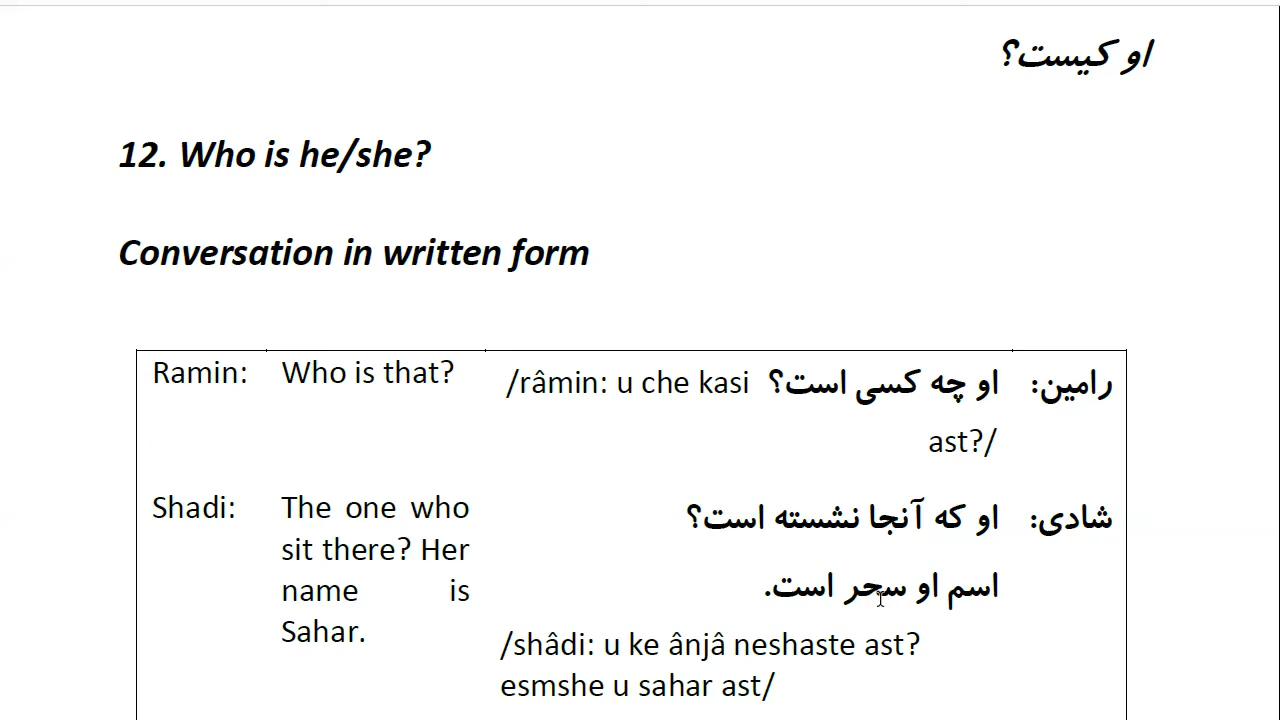 او کیست؟
12. Who is he/she?
Conversation in written form
Ramin: Who is that? /râmin: u che kasi او چه کسی است؟ رامین:
ast?/
Shadi: The one who او که آنجا نشسته است؟ شادی:
sit there? Her
name is اسم او سحر است.
Sahar.
/shâdi: u ke ânjâ neshaste ast?
esmshe u sahar ast/